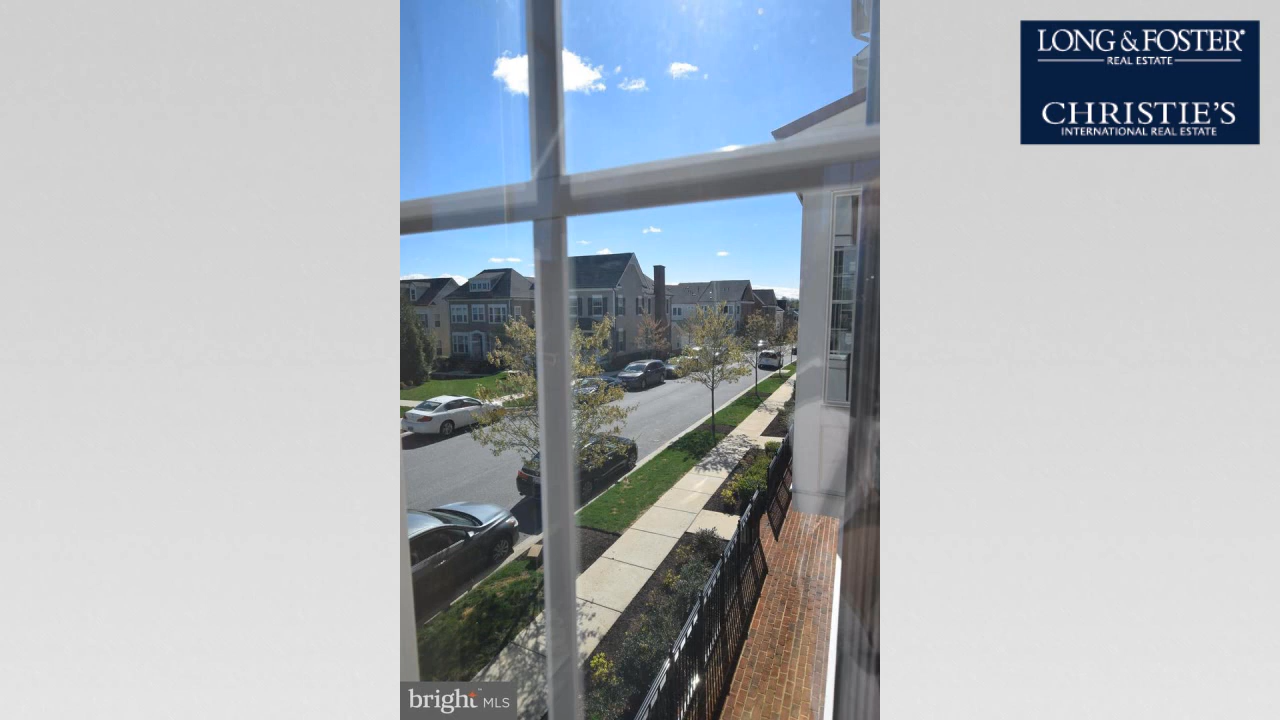 LONG & FOSTER®
REAL ESTATE
CHRISTIE'S
INTERNATIONAL REAL ESTATE
bright MLS